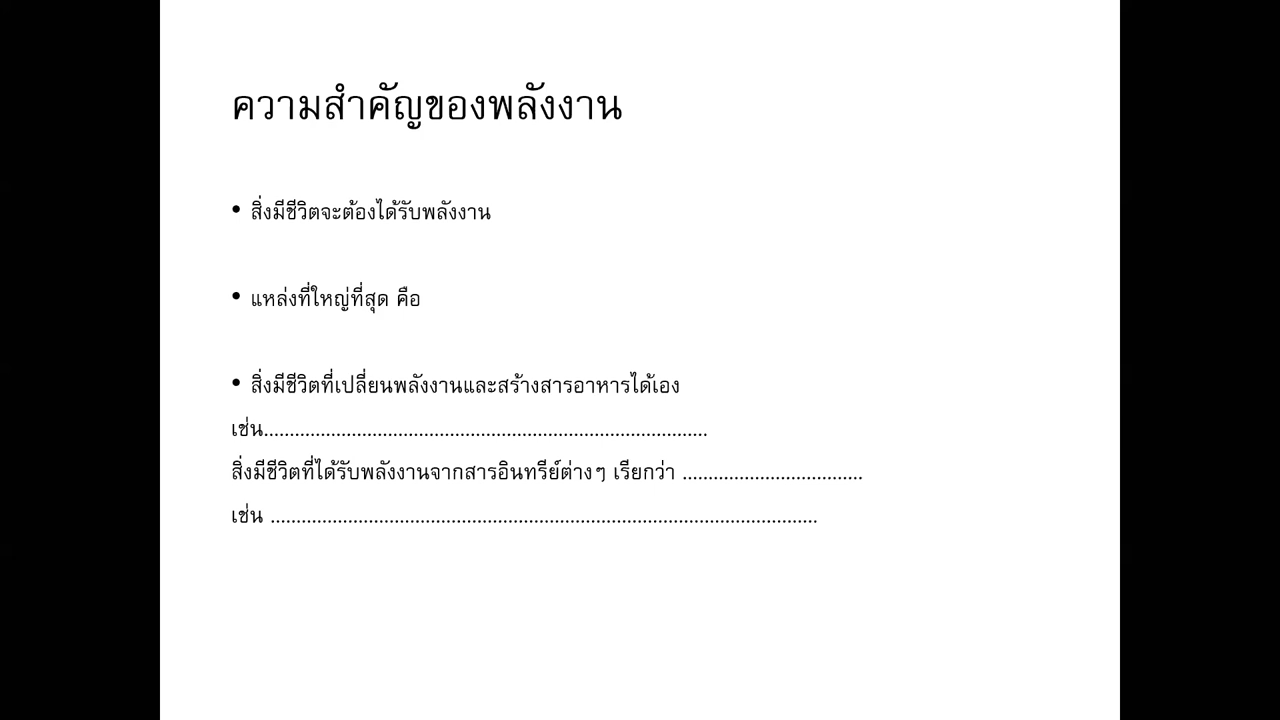 ความสำคัญของพลังงาน
• สิ่งมีชีวิตจะต้องได้รับพลังงาน
• แหล่งที่ใหญ่ที่สุด คือ
• สิ่งมีชีวิตที่เปลี่ยนพลังงานและสร้างสารอาหารได้เอง
เช่น......................................................................................
สิ่งมีชีวิตที่ได้รับพลังงานจากสารอินทรีย์ต่างๆ เรียกว่า ...................................
เช่น ..........................................................................................................